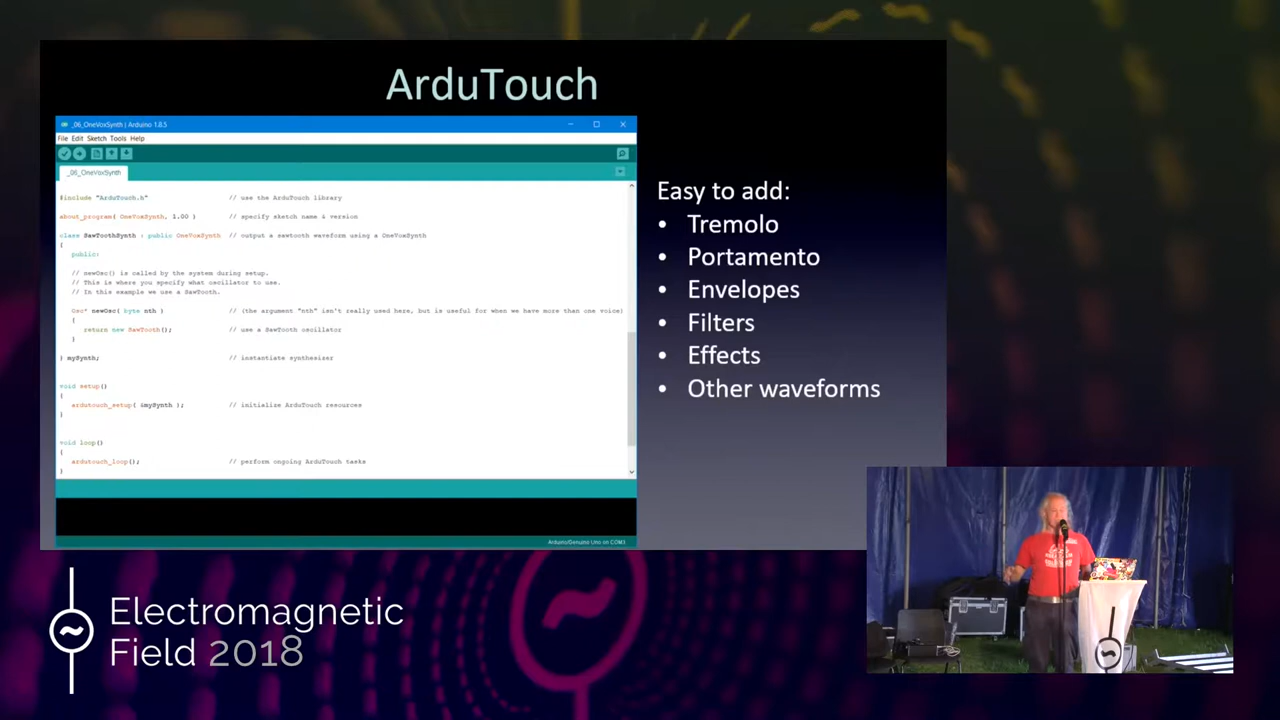 ArduTouch
_06_OneVoxSynth | Arduino 1.8.5
File Edit Sketch Tools Help
_06_OneVoxSynth
#include "ArduTouch.h" // use the ArduTouch library
about_program( OneVoxSynth, 1.00 ) // specify sketch name & version
class SawToothSynth : public OneVoxSynth // output a sawtooth waveform using a OneVoxSynth
{
public:
// newOsc() is called by the system during setup.
// This is where you specify what oscillator to use.
// In this example we use a SawTooth.
Osc* newOsc( byte nth ) // (the argument "nth" isn't really used here, but is useful for when we have more than one voice)
{
return new SawTooth(); // use a SawTooth oscillator
}
} mySynth; // instantiate synthesizer
void setup()
{
ardutouch_setup( &mySynth ); // initialize ArduTouch resources
}
void loop()
{
ardutouch_loop(); // perform ongoing ArduTouch tasks
}
Arduino/Genuino Uno on COM3
Easy to add:
• Tremolo
• Portamento
• Envelopes
• Filters
• Effects
• Other waveforms
Electromagnetic
Field 2018